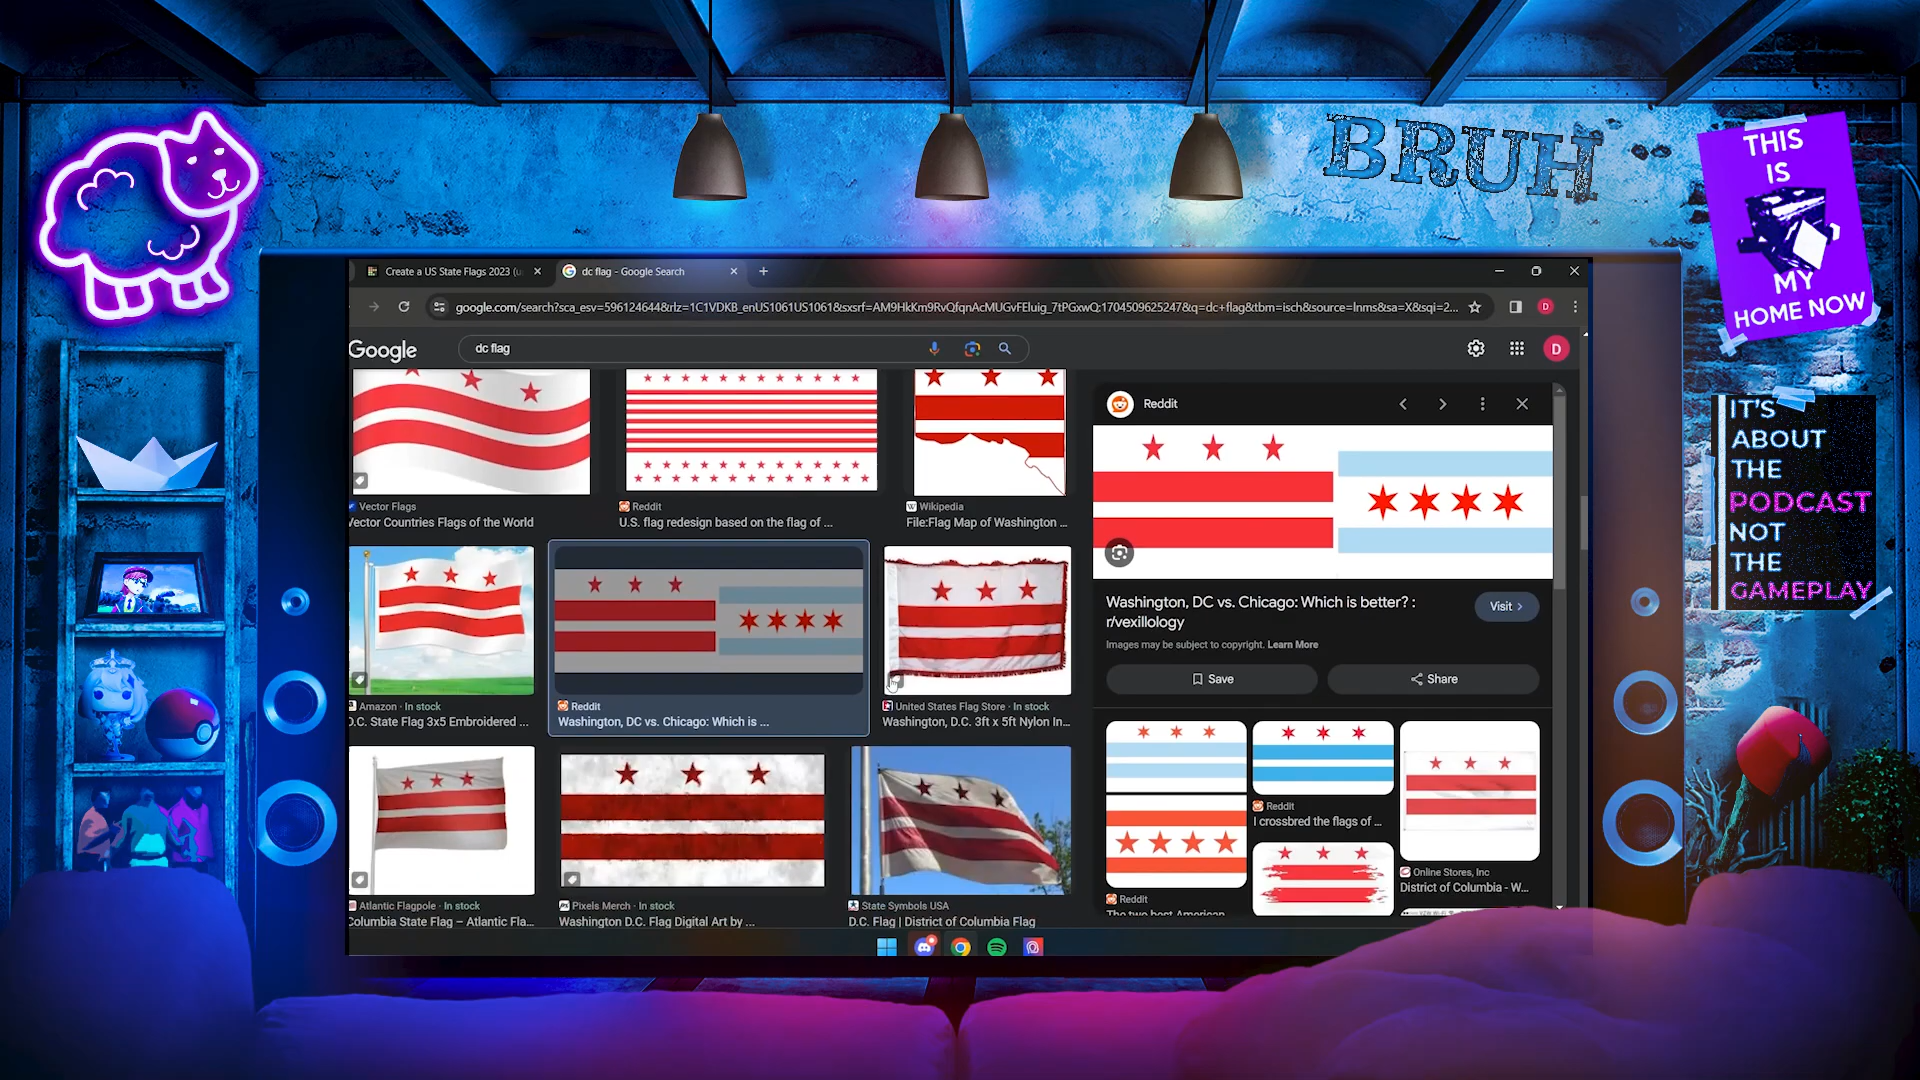 BRUH
THIS
IS
MY
HOME NOW
IT'S
ABOUT
THE
PODCAST
NOT
THE
GAMEPLAY
Create a US State Flags 2023 (u
dc flag - Google Search
google.com/search?sca_esv=596124644&rlz=1C1VDKB_enUS1061US1061&sxsrf=AM9HkKm9RvQfqnAcMUGvFEluig_7tPGxwQ:1704509625247&q=dc+flag&tbm=isch&source=lnms&sa=X&sqi=2...
D
Google
dc flag
D
Vector Flags
Vector Countries Flags of the World
Reddit
U.S. flag redesign based on the flag of ...
Wikipedia
File:Flag Map of Washington ...
Amazon · In stock
D.C. State Flag 3x5 Embroidered ...
Reddit
Washington, DC vs. Chicago: Which is ...
United States Flag Store · In stock
Washington, D.C. 3ft x 5ft Nylon In...
Atlantic Flagpole · In stock
Columbia State Flag – Atlantic Fla...
Pixels Merch · In stock
Washington D.C. Flag Digital Art by ...
State Symbols USA
D.C. Flag | District of Columbia Flag
Reddit
Washington, DC vs. Chicago: Which is better? :
r/vexillology
Visit
Images may be subject to copyright. Learn More
Save
Share
Reddit
The two best American
Reddit
I crossbred the flags of ...
Online Stores, Inc
District of Columbia - W...